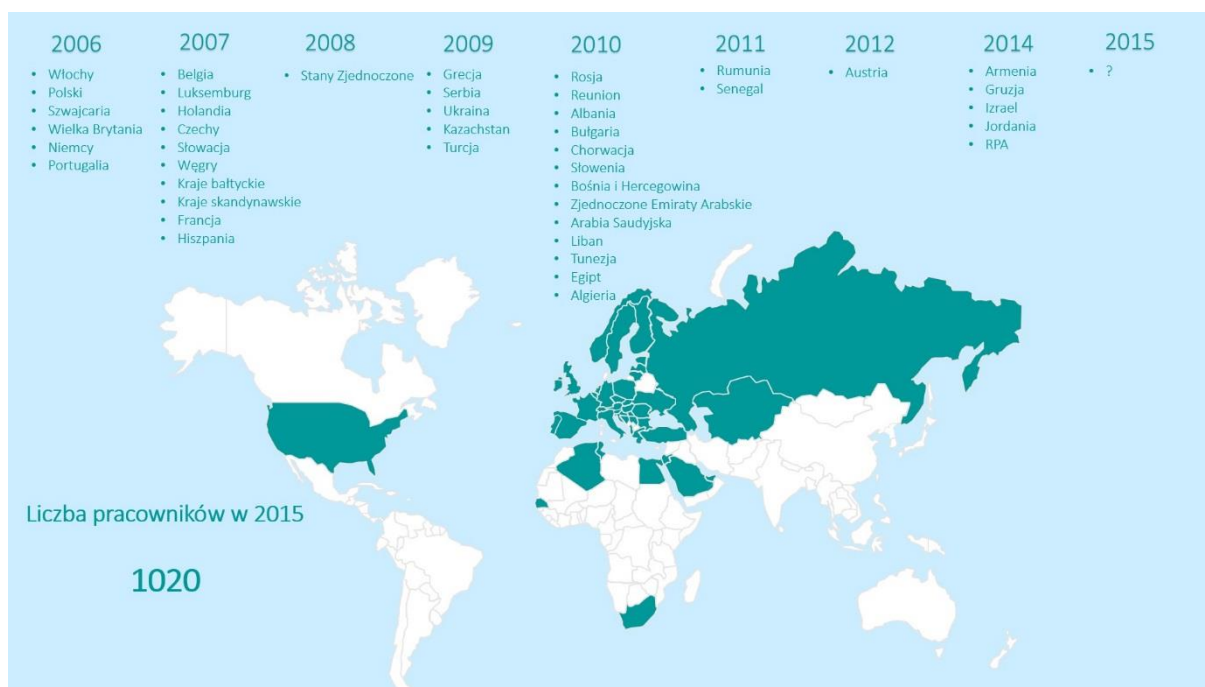 2006
• Włochy
• Polski
• Szwajcaria
• Wielka Brytania
• Niemcy
• Portugalia
2007
• Belgia
• Luksemburg
• Holandia
• Czechy
• Słowacja
• Węgry
• Kraje bałtyckie
• Kraje skandynawskie
• Francja
• Hiszpania
2008
• Stany Zjednoczone
2009
• Grecja
• Serbia
• Ukraina
• Kazachstan
• Turcja
2010
• Rosja
• Reunion
• Albania
• Bułgaria
• Chorwacja
• Słowenia
• Bośnia i Hercegowina
• Zjednoczone Emiraty Arabskie
• Arabia Saudyjska
• Liban
• Tunezja
• Egipt
• Algieria
2011
• Rumunia
• Senegal
2012
• Austria
2014
• Armenia
• Gruzja
• Izrael
• Jordania
• RPA
2015
• ?
Liczba pracowników w 2015
1020